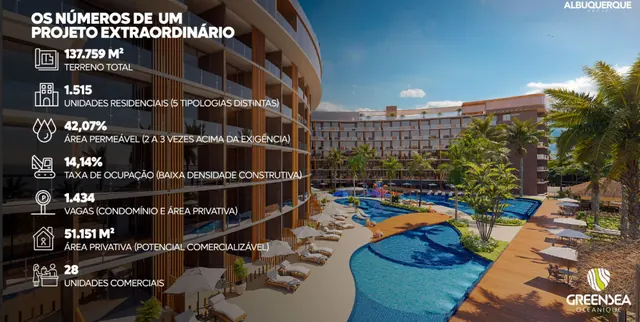 OS NÚMEROS DE UM
PROJETO EXTRAORDINÁRIO
137.759 M²
TERRENO TOTAL
1.515
UNIDADES RESIDENCIAIS (5 TIPOLOGIAS DISTINTAS)
42,07%
ÁREA PERMEÁVEL (2 A 3 VEZES ACIMA DA EXIGÊNCIA)
14,14%
TAXA DE OCUPAÇÃO (BAIXA DENSIDADE CONSTRUTIVA)
1.434
VAGAS (CONDOMÍNIO E ÁREA PRIVATIVA)
51.151 M²
ÁREA PRIVATIVA (POTENCIAL COMERCIALIZÁVEL)
28
UNIDADES COMERCIAIS
ALBUQUERQUE
GREENSEA
OCEANIQUE